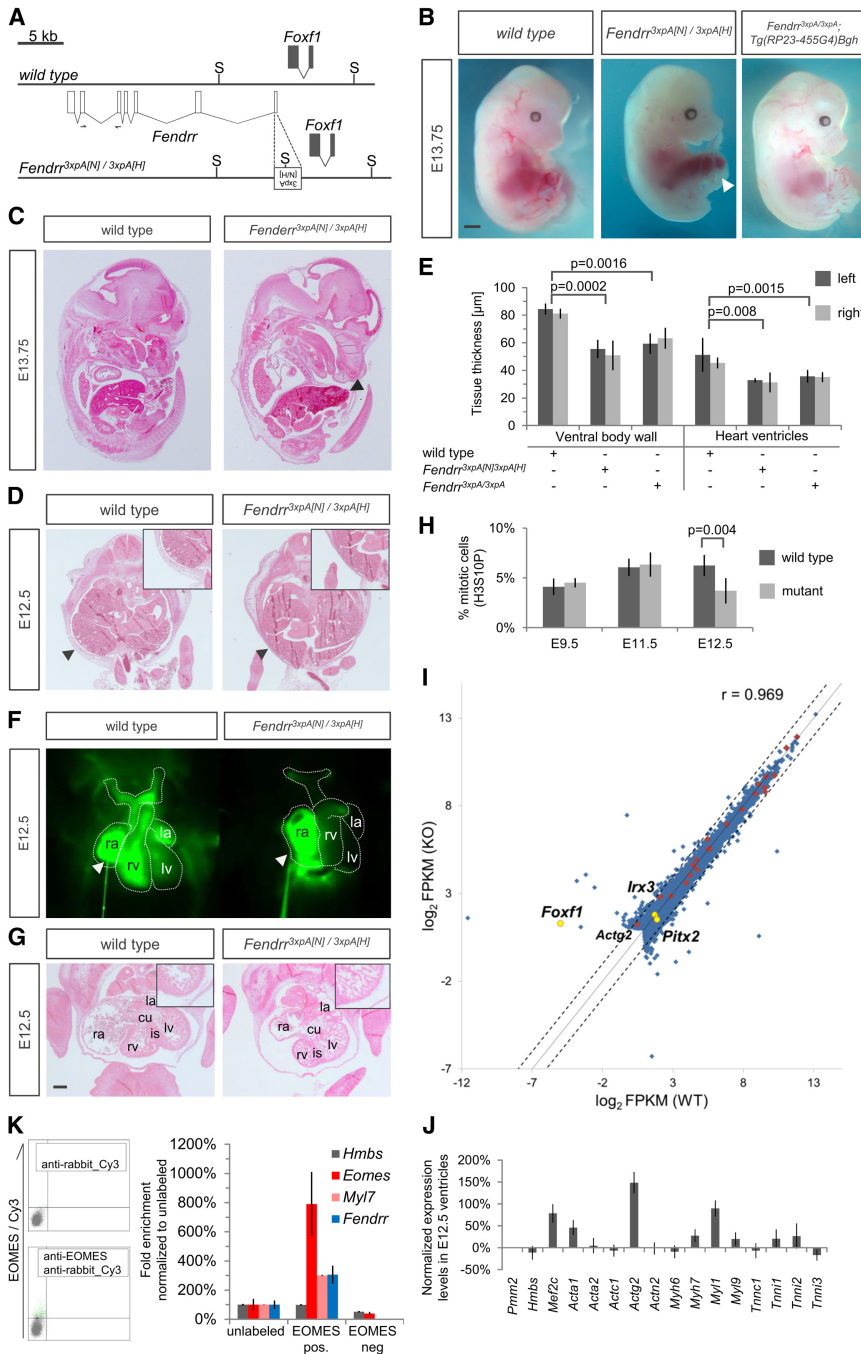 A
5 kb
Foxf1
S
S
wild type
Fendrr
Foxf1
S
S
S
Fendrr3xpA[N] / 3xpA[H]
3xpA [N/H]
B
wild type
Fendrr3xpA[N] / 3xpA[H]
Fendrr3xpA/3xpA;
Tg(RP23-455G4)Bgh
E13.75
C
wild type
Fenderr3xpA[N] / 3xpA[H]
E13.75
D
wild type
Fendrr3xpA[N] / 3xpA[H]
E12.5
E
p=0.0016
p=0.0002
p=0.0015
p=0.008
left
right
Tissue thickness [µm]
100
80
60
40
20
0
Ventral body wall
Heart ventricles
wild type + - - + - -
Fendrr3xpA[N]3xpA[H] - + - - + -
Fendrr3xpA/3xpA - - + - - +
F
wild type
Fendrr3xpA[N] / 3xpA[H]
E12.5
ra
rv
la
lv
ra
rv
la
lv
G
wild type
Fendrr3xpA[N] / 3xpA[H]
E12.5
la
cu
ra
is
lv
rv
la
cu
ra
lv
rv
is
H
% mitotic cells
(H3S10P)
10%
5%
0%
p=0.004
wild type
mutant
E9.5
E11.5
E12.5
I
r = 0.969
log2 FPKM (KO)
13
8
3
-2
-7
Irx3
Foxf1
Actg2
Pitx2
-12
-7
-2
3
8
13
log2 FPKM (WT)
J
Normalized expression
levels in E12.5 ventricles
200%
150%
100%
50%
0%
-50%
Pmm2
Hmbs
Mef2c
Acta1
Acta2
Actc1
Actg2
Actn2
Myh6
Myh7
Myl1
Myl9
Tnnc1
Tnni1
Tnni2
Tnni3
K
EOMES / Cy3
anti-rabbit_Cy3
anti-EOMES
anti-rabbit_Cy3
Fold enrichment
normalized to unlabeled
1200%
1000%
800%
600%
400%
200%
0%
Hmbs
Eomes
Myl7
Fendrr
unlabeled
EOMES
pos.
EOMES
neg